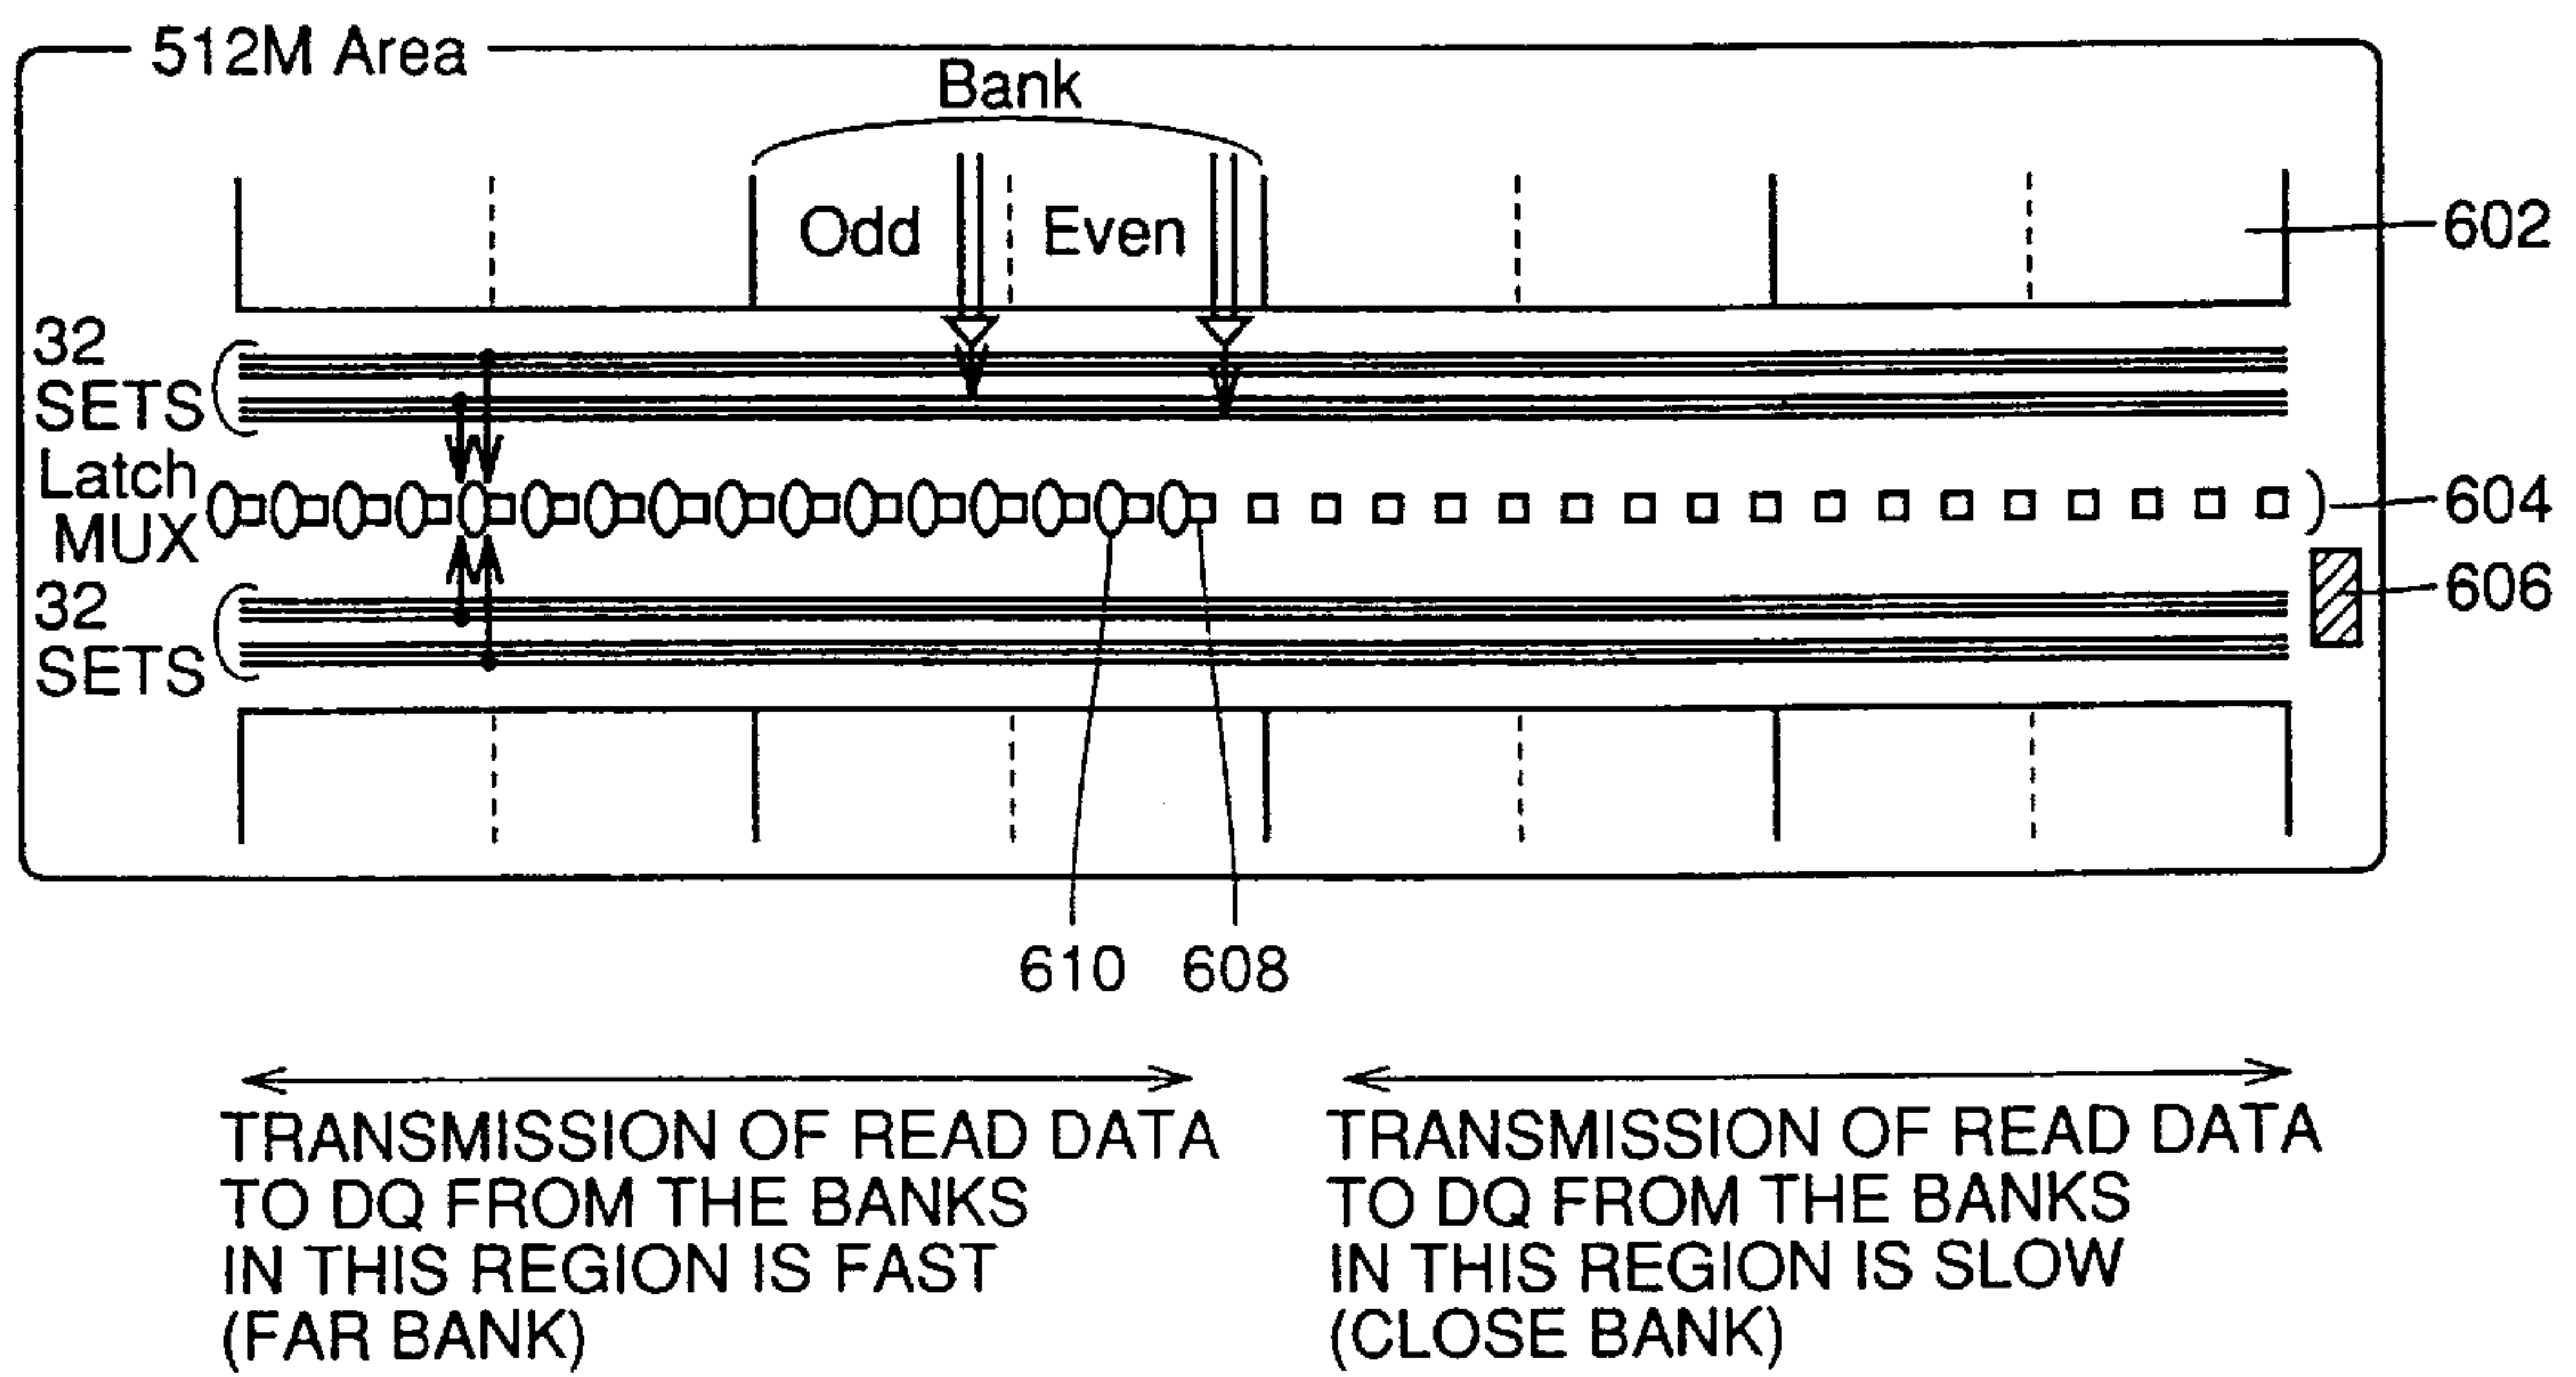 512M Area
Bank
Odd
Even
602
32
SETS
Latch
MUX
604
32
SETS
606
610
608
TRANSMISSION OF READ DATA
TO DQ FROM THE BANKS
IN THIS REGION IS FAST
(FAR BANK)
TRANSMISSION OF READ DATA
TO DQ FROM THE BANKS
IN THIS REGION IS SLOW
(CLOSE BANK)